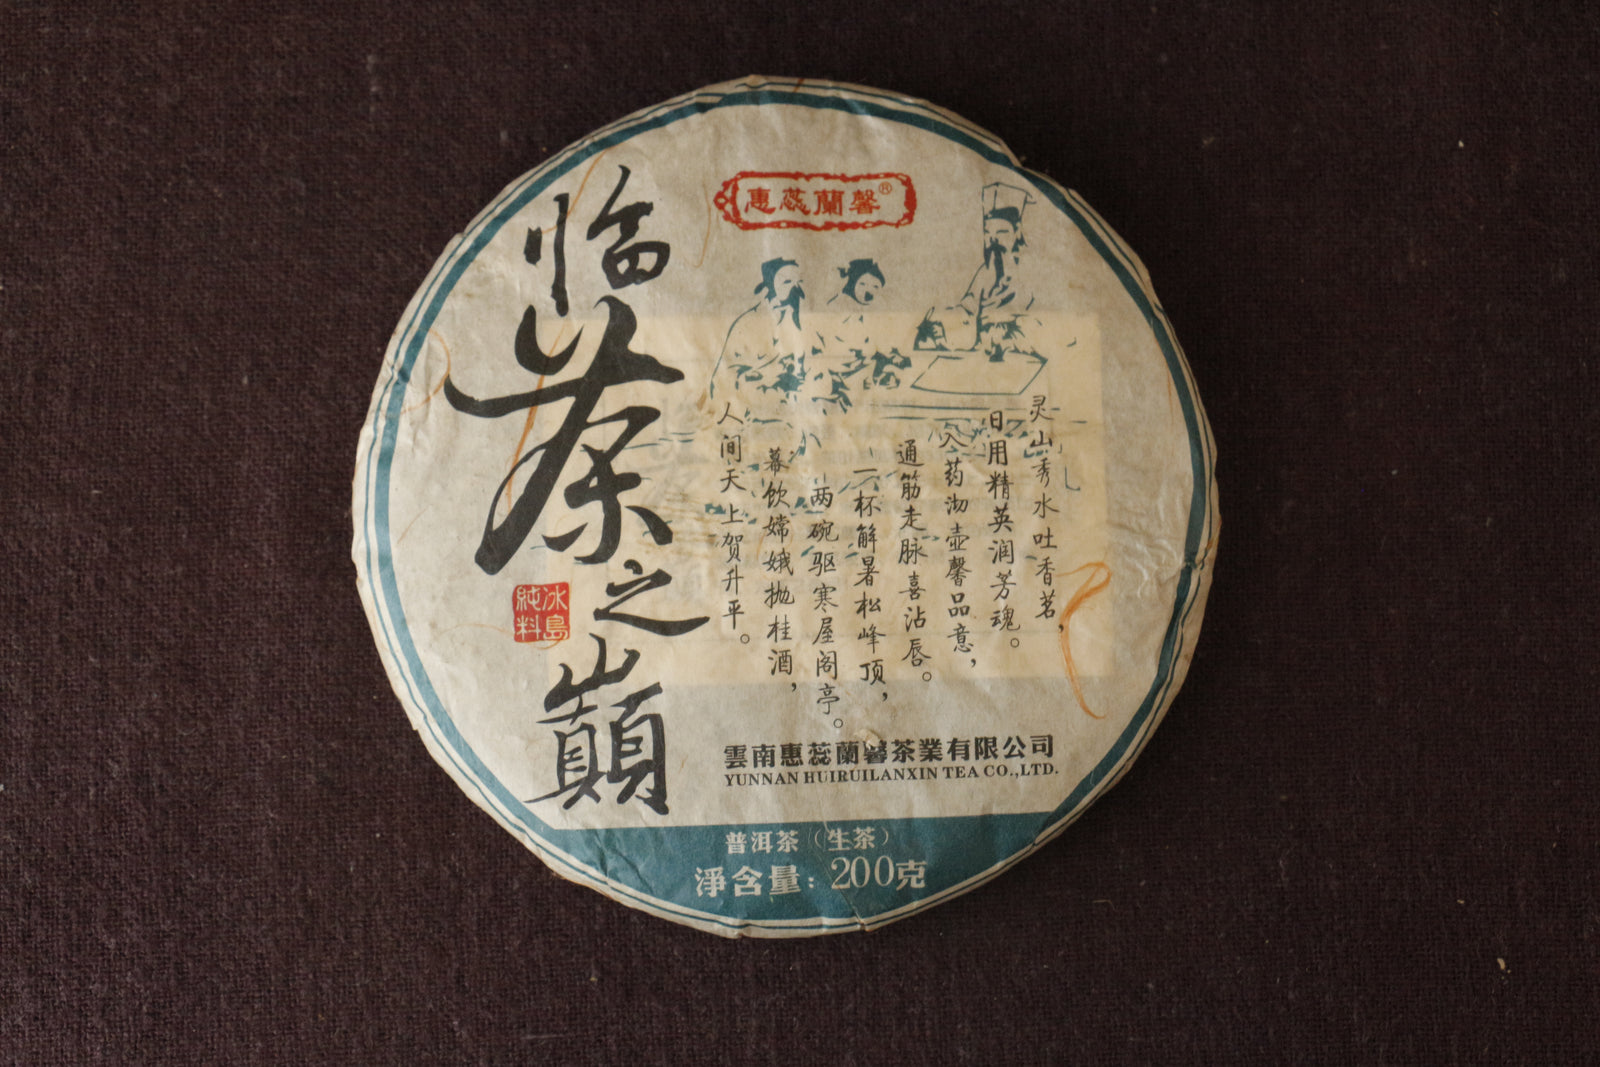 惠蕊蘭馨®
临茶之巅
冰島
純料
灵山秀水吐香茗，
日用精英润芳魂。
入药沏壶馨品意，
通筋走脉喜沾唇。
一杯解暑松峰顶，
两碗驱寒屋阁亭。
幕饮嫦娥抛桂酒，
人间天上贺升平。
雲南惠蕊蘭馨茶業有限公司
YUNNAN HUIRUILANXIN TEA CO.,LTD.
普洱茶（生茶）
淨含量：200克